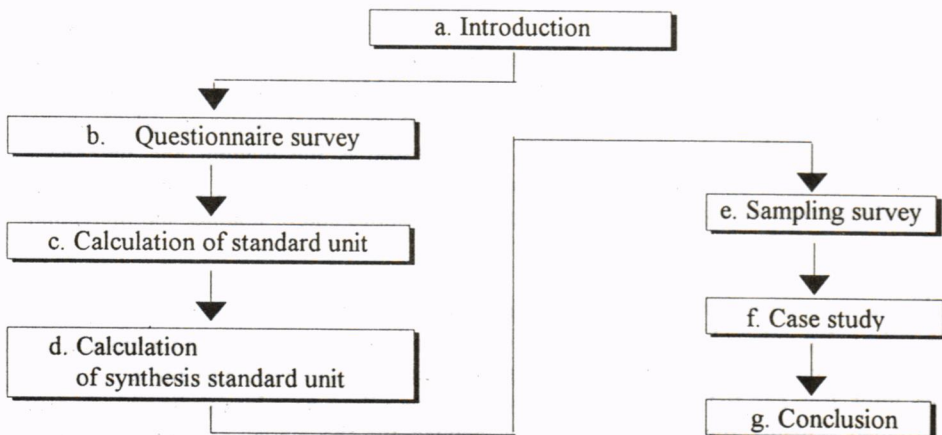 a. Introduction
b. Questionnaire survey
c. Calculation of standard unit
d. Calculation
of synthesis standard unit
e. Sampling survey
f. Case study
g. Conclusion